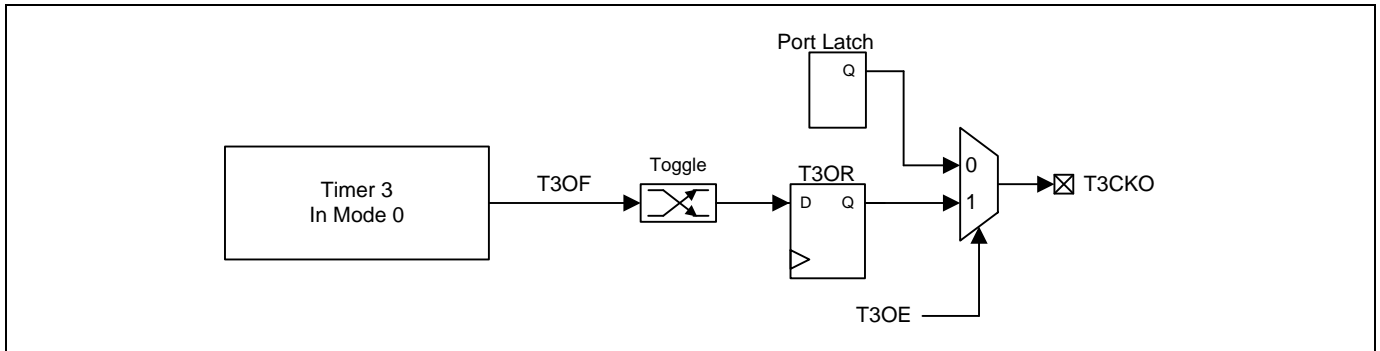 Port Latch
Q
Timer 3
In Mode 0
T3OF
Toggle
T3OR
D Q
0
1
T3CKO
T3OE